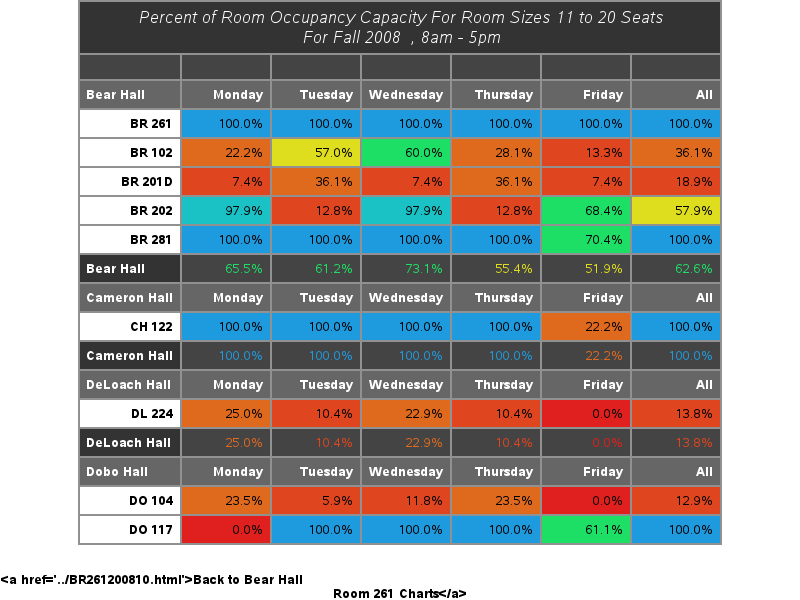 Percent of Room Occupancy Capacity For Room Sizes 11 to 20 Seats
For Fall 2008 , 8am - 5pm
Bear Hall Monday Tuesday Wednesday Thursday Friday All
BR 261 100.0% 100.0% 100.0% 100.0% 100.0% 100.0%
BR 102 22.2% 57.0% 60.0% 28.1% 13.3% 36.1%
BR 201D 7.4% 36.1% 7.4% 36.1% 7.4% 18.9%
BR 202 97.9% 12.8% 97.9% 12.8% 68.4% 57.9%
BR 281 100.0% 100.0% 100.0% 100.0% 70.4% 100.0%
Bear Hall 65.5% 61.2% 73.1% 55.4% 51.9% 62.6%
Cameron Hall Monday Tuesday Wednesday Thursday Friday All
CH 122 100.0% 100.0% 100.0% 100.0% 22.2% 100.0%
Cameron Hall 100.0% 100.0% 100.0% 100.0% 22.2% 100.0%
DeLoach Hall Monday Tuesday Wednesday Thursday Friday All
DL 224 25.0% 10.4% 22.9% 10.4% 0.0% 13.8%
DeLoach Hall 25.0% 10.4% 22.9% 10.4% 0.0% 13.8%
Dobo Hall Monday Tuesday Wednesday Thursday Friday All
DO 104 23.5% 5.9% 11.8% 23.5% 0.0% 12.9%
DO 117 0.0% 100.0% 100.0% 100.0% 61.1% 100.0%
<a href='../BR261200810.html'>Back to Bear Hall
Room 261 Charts</a>